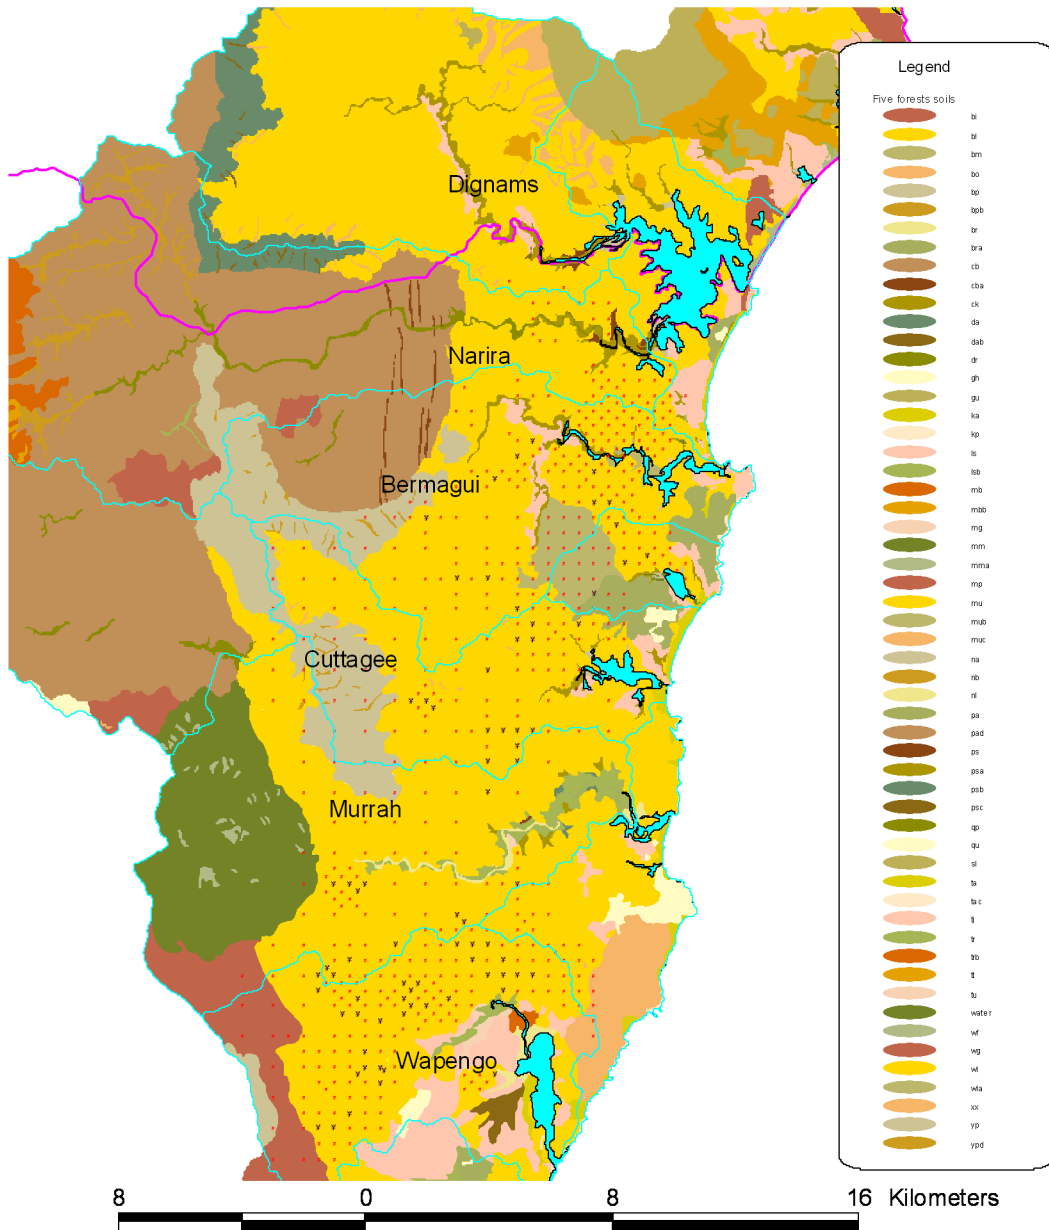 Legend
Five forests soils
bi
bl
bm
bo
bp
bpb
br
bra
cb
cba
ck
da
dab
dr
gh
gu
ka
kp
ls
lsb
mb
mbb
mg
mm
mma
mp
mu
mub
muc
na
nb
nl
pa
pad
ps
psa
psb
psc
qp
qu
sl
ta
tac
tj
tr
trb
tt
tu
water
wf
wg
wl
wla
xx
yp
ypd
Dignams
Narira
Bermagui
Cuttagee
Murrah
Wapengo
8 0 8 16 Kilometers